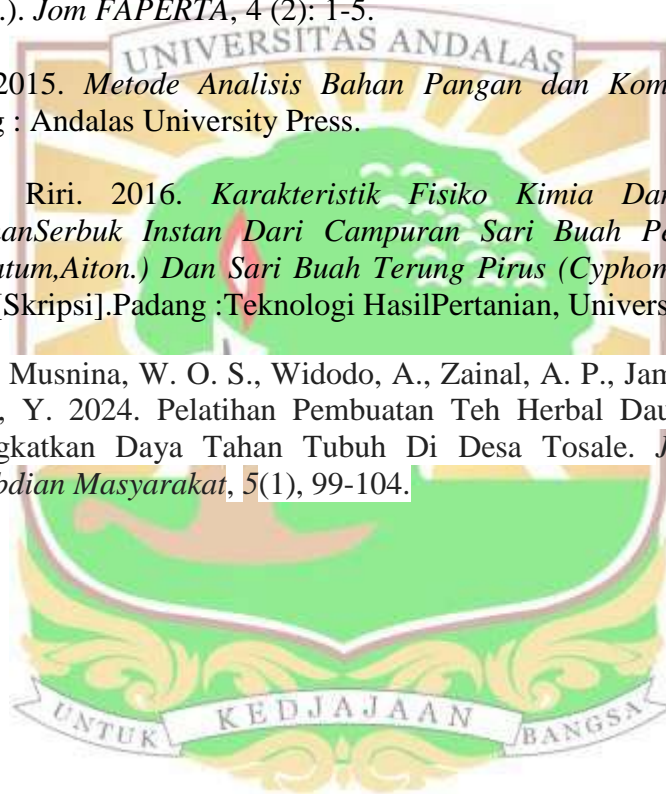 .). Jom FAPERTA, 4 (2): 1-5.
UNIVERSITAS ANDALAS
2015. Metode Analisis Bahan Pangan dan Kom
g : Andalas University Press.
Riri. 2016. Karakteristik Fisiko Kimia Dar
anSerbuk Instan Dari Campuran Sari Buah Pe
atum,Aiton.) Dan Sari Buah Terung Pirus (Cyphom
[Skripsi].Padang :Teknologi HasilPertanian, Univers
Musnina, W. O. S., Widodo, A., Zainal, A. P., Jam
, Y. 2024. Pelatihan Pembuatan Teh Herbal Dau
gkatkan Daya Tahan Tubuh Di Desa Tosale. J
bdian Masyarakat, 5(1), 99-104.
UNTUK KEDJAJAAN BANGSA